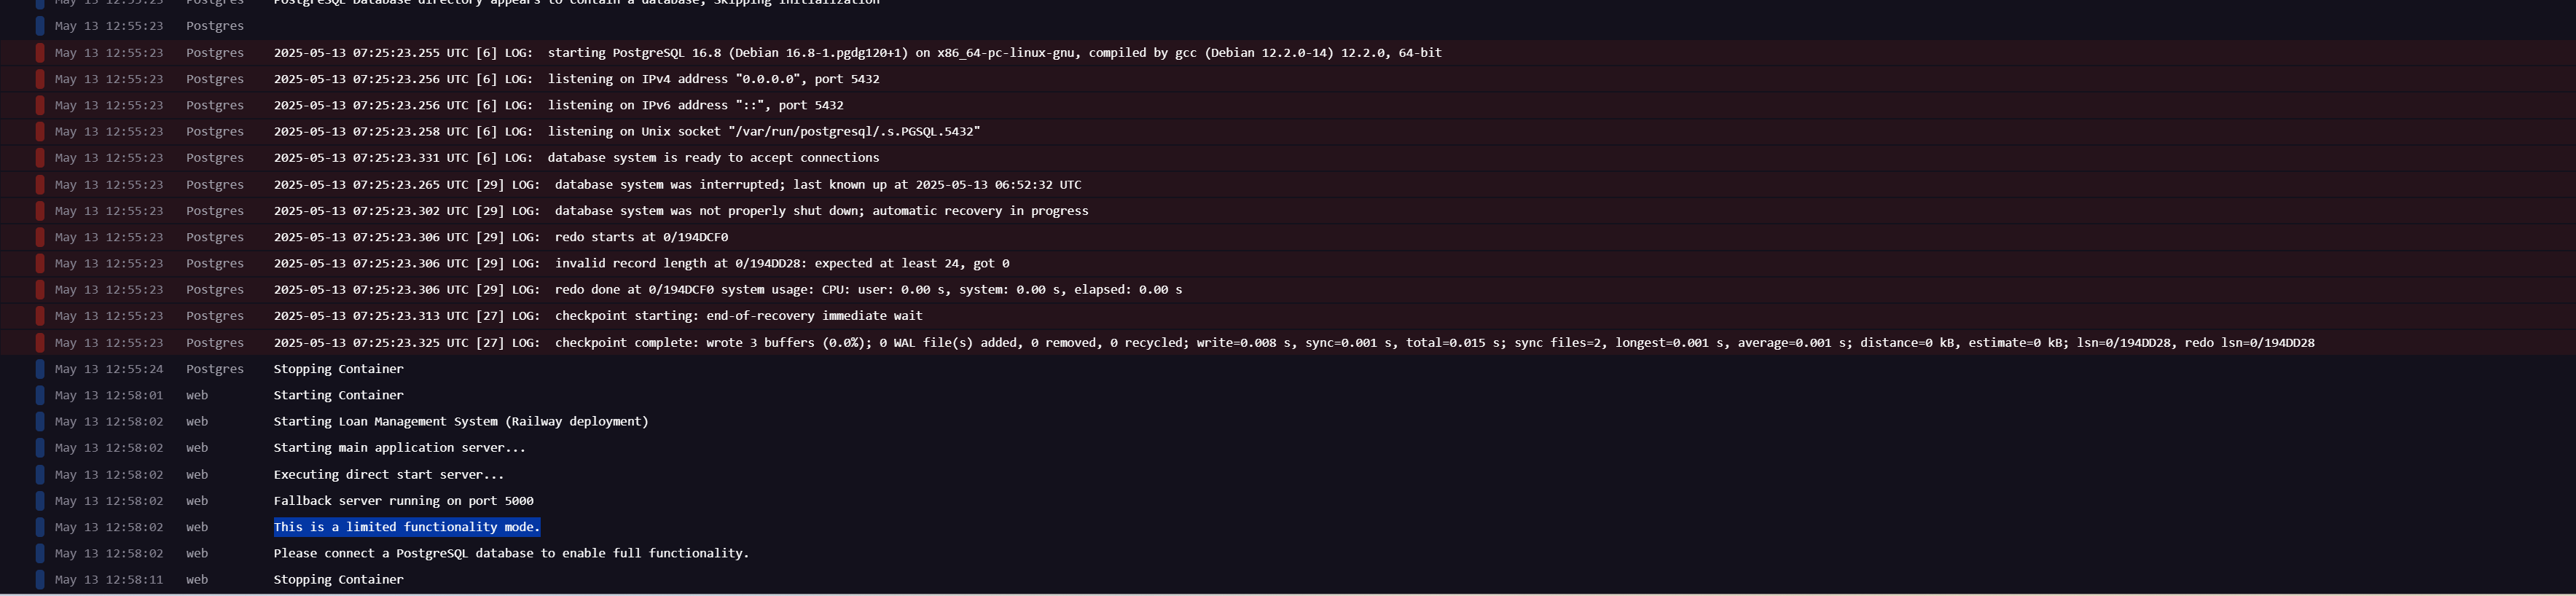 May 13 12:55:23 Postgres PostgreSQL Database directory appears to contain a database; Skipping initialization
May 13 12:55:23 Postgres
May 13 12:55:23 Postgres 2025-05-13 07:25:23.255 UTC [6] LOG:  starting PostgreSQL 16.8 (Debian 16.8-1.pgdg120+1) on x86_64-pc-linux-gnu, compiled by gcc (Debian 12.2.0-14) 12.2.0, 64-bit
May 13 12:55:23 Postgres 2025-05-13 07:25:23.256 UTC [6] LOG:  listening on IPv4 address "0.0.0.0", port 5432
May 13 12:55:23 Postgres 2025-05-13 07:25:23.256 UTC [6] LOG:  listening on IPv6 address "::", port 5432
May 13 12:55:23 Postgres 2025-05-13 07:25:23.258 UTC [6] LOG:  listening on Unix socket "/var/run/postgresql/.s.PGSQL.5432"
May 13 12:55:23 Postgres 2025-05-13 07:25:23.331 UTC [6] LOG:  database system is ready to accept connections
May 13 12:55:23 Postgres 2025-05-13 07:25:23.265 UTC [29] LOG:  database system was interrupted; last known up at 2025-05-13 06:52:32 UTC
May 13 12:55:23 Postgres 2025-05-13 07:25:23.302 UTC [29] LOG:  database system was not properly shut down; automatic recovery in progress
May 13 12:55:23 Postgres 2025-05-13 07:25:23.306 UTC [29] LOG:  redo starts at 0/194DCF0
May 13 12:55:23 Postgres 2025-05-13 07:25:23.306 UTC [29] LOG:  invalid record length at 0/194DD28: expected at least 24, got 0
May 13 12:55:23 Postgres 2025-05-13 07:25:23.306 UTC [29] LOG:  redo done at 0/194DCF0 system usage: CPU: user: 0.00 s, system: 0.00 s, elapsed: 0.00 s
May 13 12:55:23 Postgres 2025-05-13 07:25:23.313 UTC [27] LOG:  checkpoint starting: end-of-recovery immediate wait
May 13 12:55:23 Postgres 2025-05-13 07:25:23.325 UTC [27] LOG:  checkpoint complete: wrote 3 buffers (0.0%); 0 WAL file(s) added, 0 removed, 0 recycled; write=0.008 s, sync=0.001 s, total=0.015 s; sync files=2, longest=0.001 s, average=0.001 s; distance=0 kB, estimate=0 kB; lsn=0/194DD28, redo lsn=0/194DD28
May 13 12:55:24 Postgres Stopping Container
May 13 12:58:01 web Starting Container
May 13 12:58:02 web Starting Loan Management System (Railway deployment)
May 13 12:58:02 web Starting main application server...
May 13 12:58:02 web Executing direct start server...
May 13 12:58:02 web Fallback server running on port 5000
May 13 12:58:02 web This is a limited functionality mode.
May 13 12:58:02 web Please connect a PostgreSQL database to enable full functionality.
May 13 12:58:11 web Stopping Container